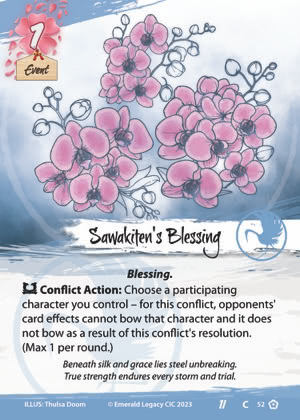 1
Event
Sawakiten's Blessing
Blessing.
Conflict Action: Choose a participating
character you control – for this conflict, opponents'
card effects cannot bow that character and it does
not bow as a result of this conflict's resolution.
(Max 1 per round.)
Beneath silk and grace lies steel unbreaking.
True strength endures every storm and trial.
ILLUS: Thulsa Doom © Emerald Legacy CIC 2023 C 52